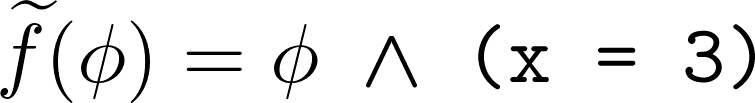 f̃(ϕ) = ϕ ∧ (x = 3)